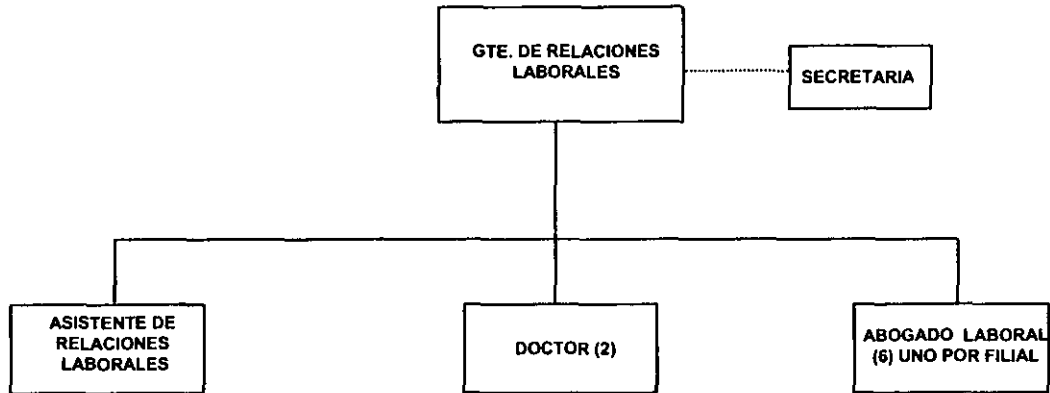 GTE. DE RELACIONES
LABORALES
SECRETARIA
ASISTENTE DE
RELACIONES
LABORALES
DOCTOR (2)
ABOGADO LABORAL
(6) UNO POR FILIAL